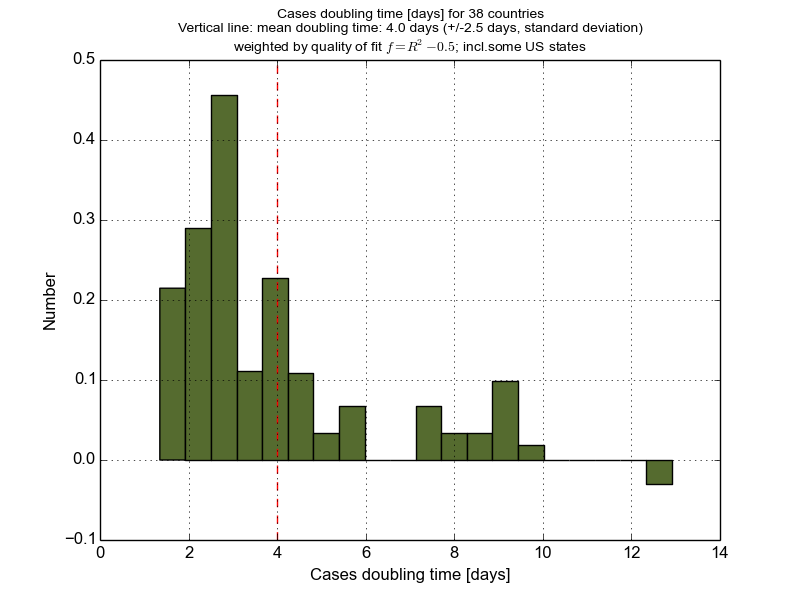 Cases doubling time [days] for 38 countries
Vertical line: mean doubling time: 4.0 days (+/-2.5 days, standard deviation)
weighted by quality of fit f=R² −0.5; incl.some US states
0.5
0.4
0.3
0.2
0.1
0.0
−0.1
Number
0 2 4 6 8 10 12 14
Cases doubling time [days]